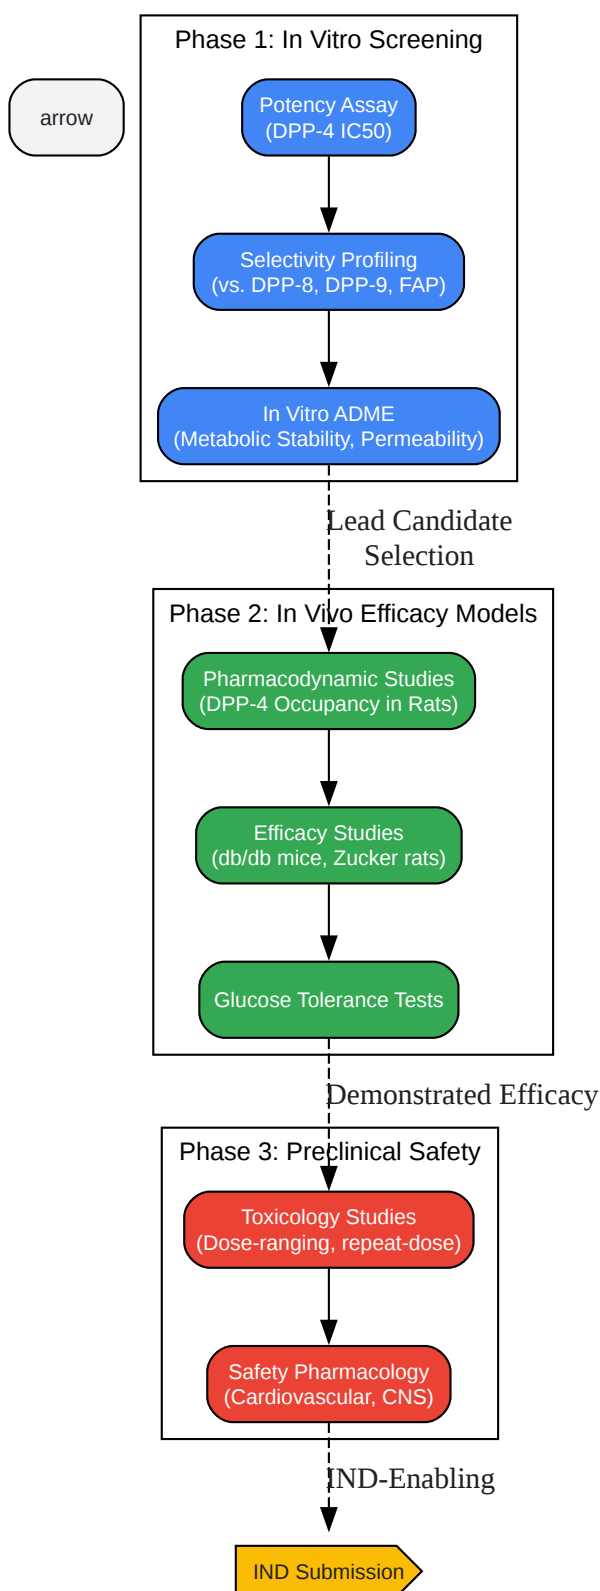 Phase 1: In Vitro Screening
arrow
Potency Assay
(DPP-4 IC50)
Selectivity Profiling
(vs. DPP-8, DPP-9, FAP)
In Vitro ADME
(Metabolic Stability, Permeability)
Lead Candidate
Selection
Phase 2: In Vivo Efficacy Models
Pharmacodynamic Studies
(DPP-4 Occupancy in Rats)
Efficacy Studies
(db/db mice, Zucker rats)
Glucose Tolerance Tests
Demonstrated Efficacy
Phase 3: Preclinical Safety
Toxicology Studies
(Dose-ranging, repeat-dose)
Safety Pharmacology
(Cardiovascular, CNS)
IND-Enabling
IND Submission